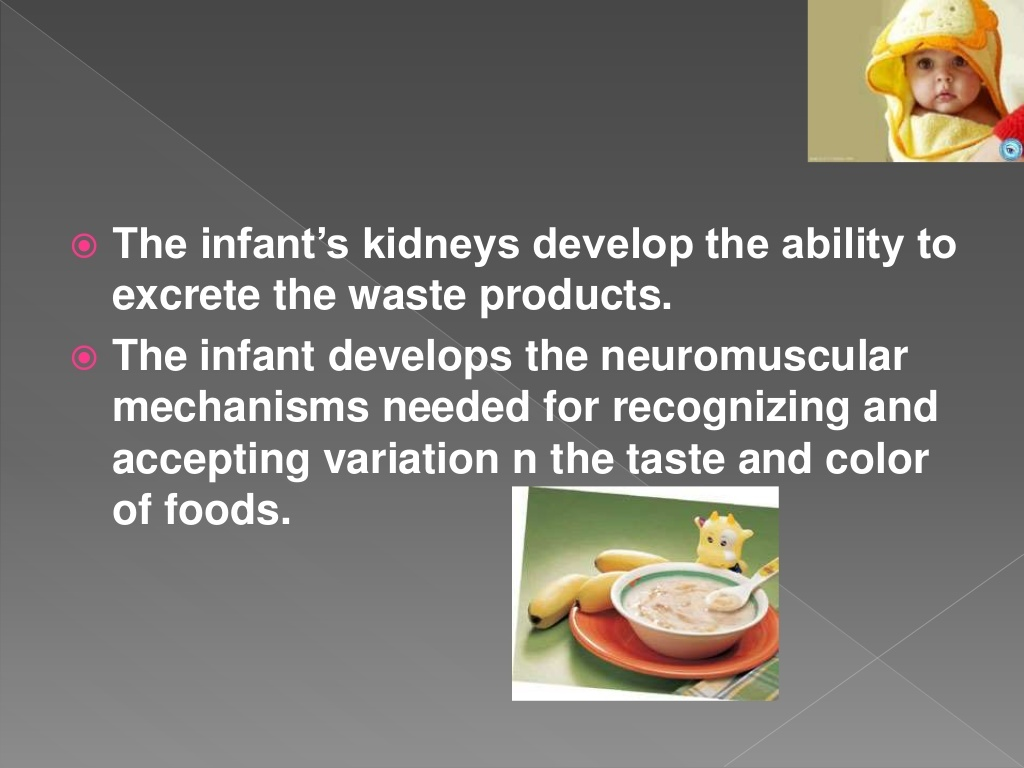 The infant’s kidneys develop the ability to
excrete the waste products.
The infant develops the neuromuscular
mechanisms needed for recognizing and
accepting variation n the taste and color
of foods.